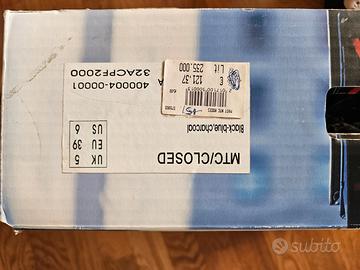 MTC/CLOSED
Black-blue,charcoal
UK 5
EU 39
US 6
400004-00001
32ACPF2000
Lit 235.000
€ 121.37
subito